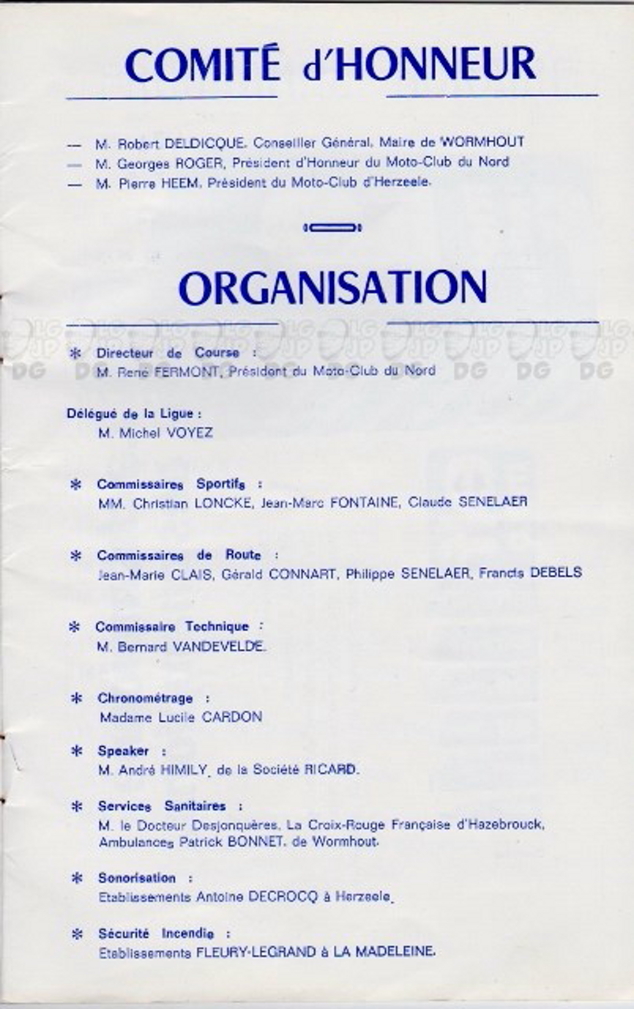 COMITÉ d'HONNEUR
— M. Robert DELDICQUE, Conseiller Général, Maire de WORMHOUT
— M. Georges ROGER, Président d'Honneur du Moto-Club du Nord
— M. Pierre HEEM, Président du Moto-Club d'Herzeele.
ORGANISATION
* Directeur de Course :
M. René FERMONT, Président du Moto-Club du Nord
Délégué de la Ligue :
M. Michel VOYEZ
* Commissaires Sportifs :
MM. Christian LONCKE, Jean-Marc FONTAINE, Claude SENELAER
* Commissaires de Route :
Jean-Marie CLAIS, Gérald CONNART, Philippe SENELAER, Francis DEBELS
* Commissaire Technique :
M. Bernard VANDEVELDE.
* Chronométrage :
Madame Lucile CARDON
* Speaker :
M. André HIMILY, de la Société RICARD.
* Services Sanitaires :
M. le Docteur Desjonquères, La Croix-Rouge Française d'Hazebrouck,
Ambulances Patrick BONNET, de Wormhout.
* Sonorisation :
Etablissements Antoine DECROCQ à Herzeele.
* Sécurité Incendie :
Etablissements FLEURY-LEGRAND à LA MADELEINE.